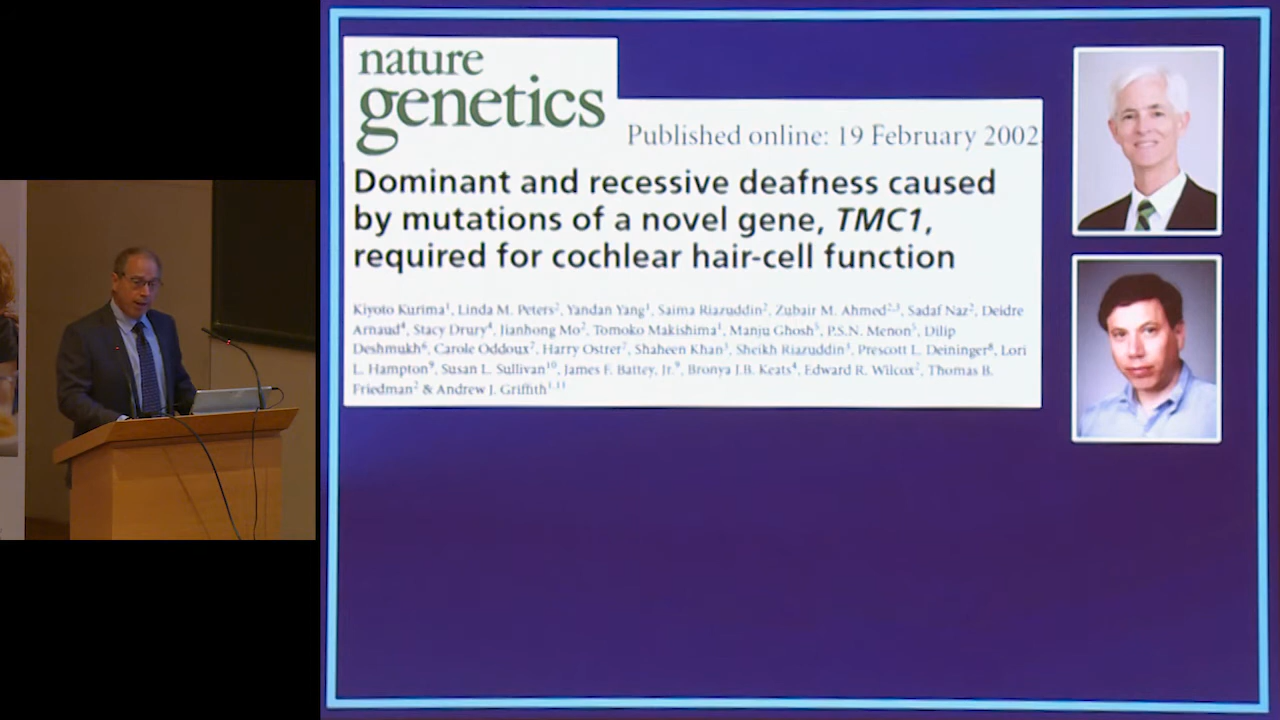 nature
genetics
Published online: 19 February 2002
Dominant and recessive deafness caused
by mutations of a novel gene, TMC1,
required for cochlear hair-cell function
Kiyoto Kurima¹, Linda M. Peters², Yandan Yang¹, Saima Riazuddin², Zubair M. Ahmed²,³, Sadaf Naz², Deidre
Arnaud⁴, Stacy Drury⁴, Jianhong Mo², Tomoko Makishima¹, Manju Ghosh⁵, P.S.N. Menon⁵, Dilip
Deshmukh⁶, Carole Oddoux⁷, Harry Ostrer⁷, Shaheen Khan³, Sheikh Riazuddin³, Prescott L. Deininger⁸, Lori
L. Hampton⁹, Susan L. Sullivan¹⁰, James F. Battey, Jr.⁹, Bronya J.B. Keats⁴, Edward R. Wilcox², Thomas B.
Friedman² & Andrew J. Griffith¹,¹¹